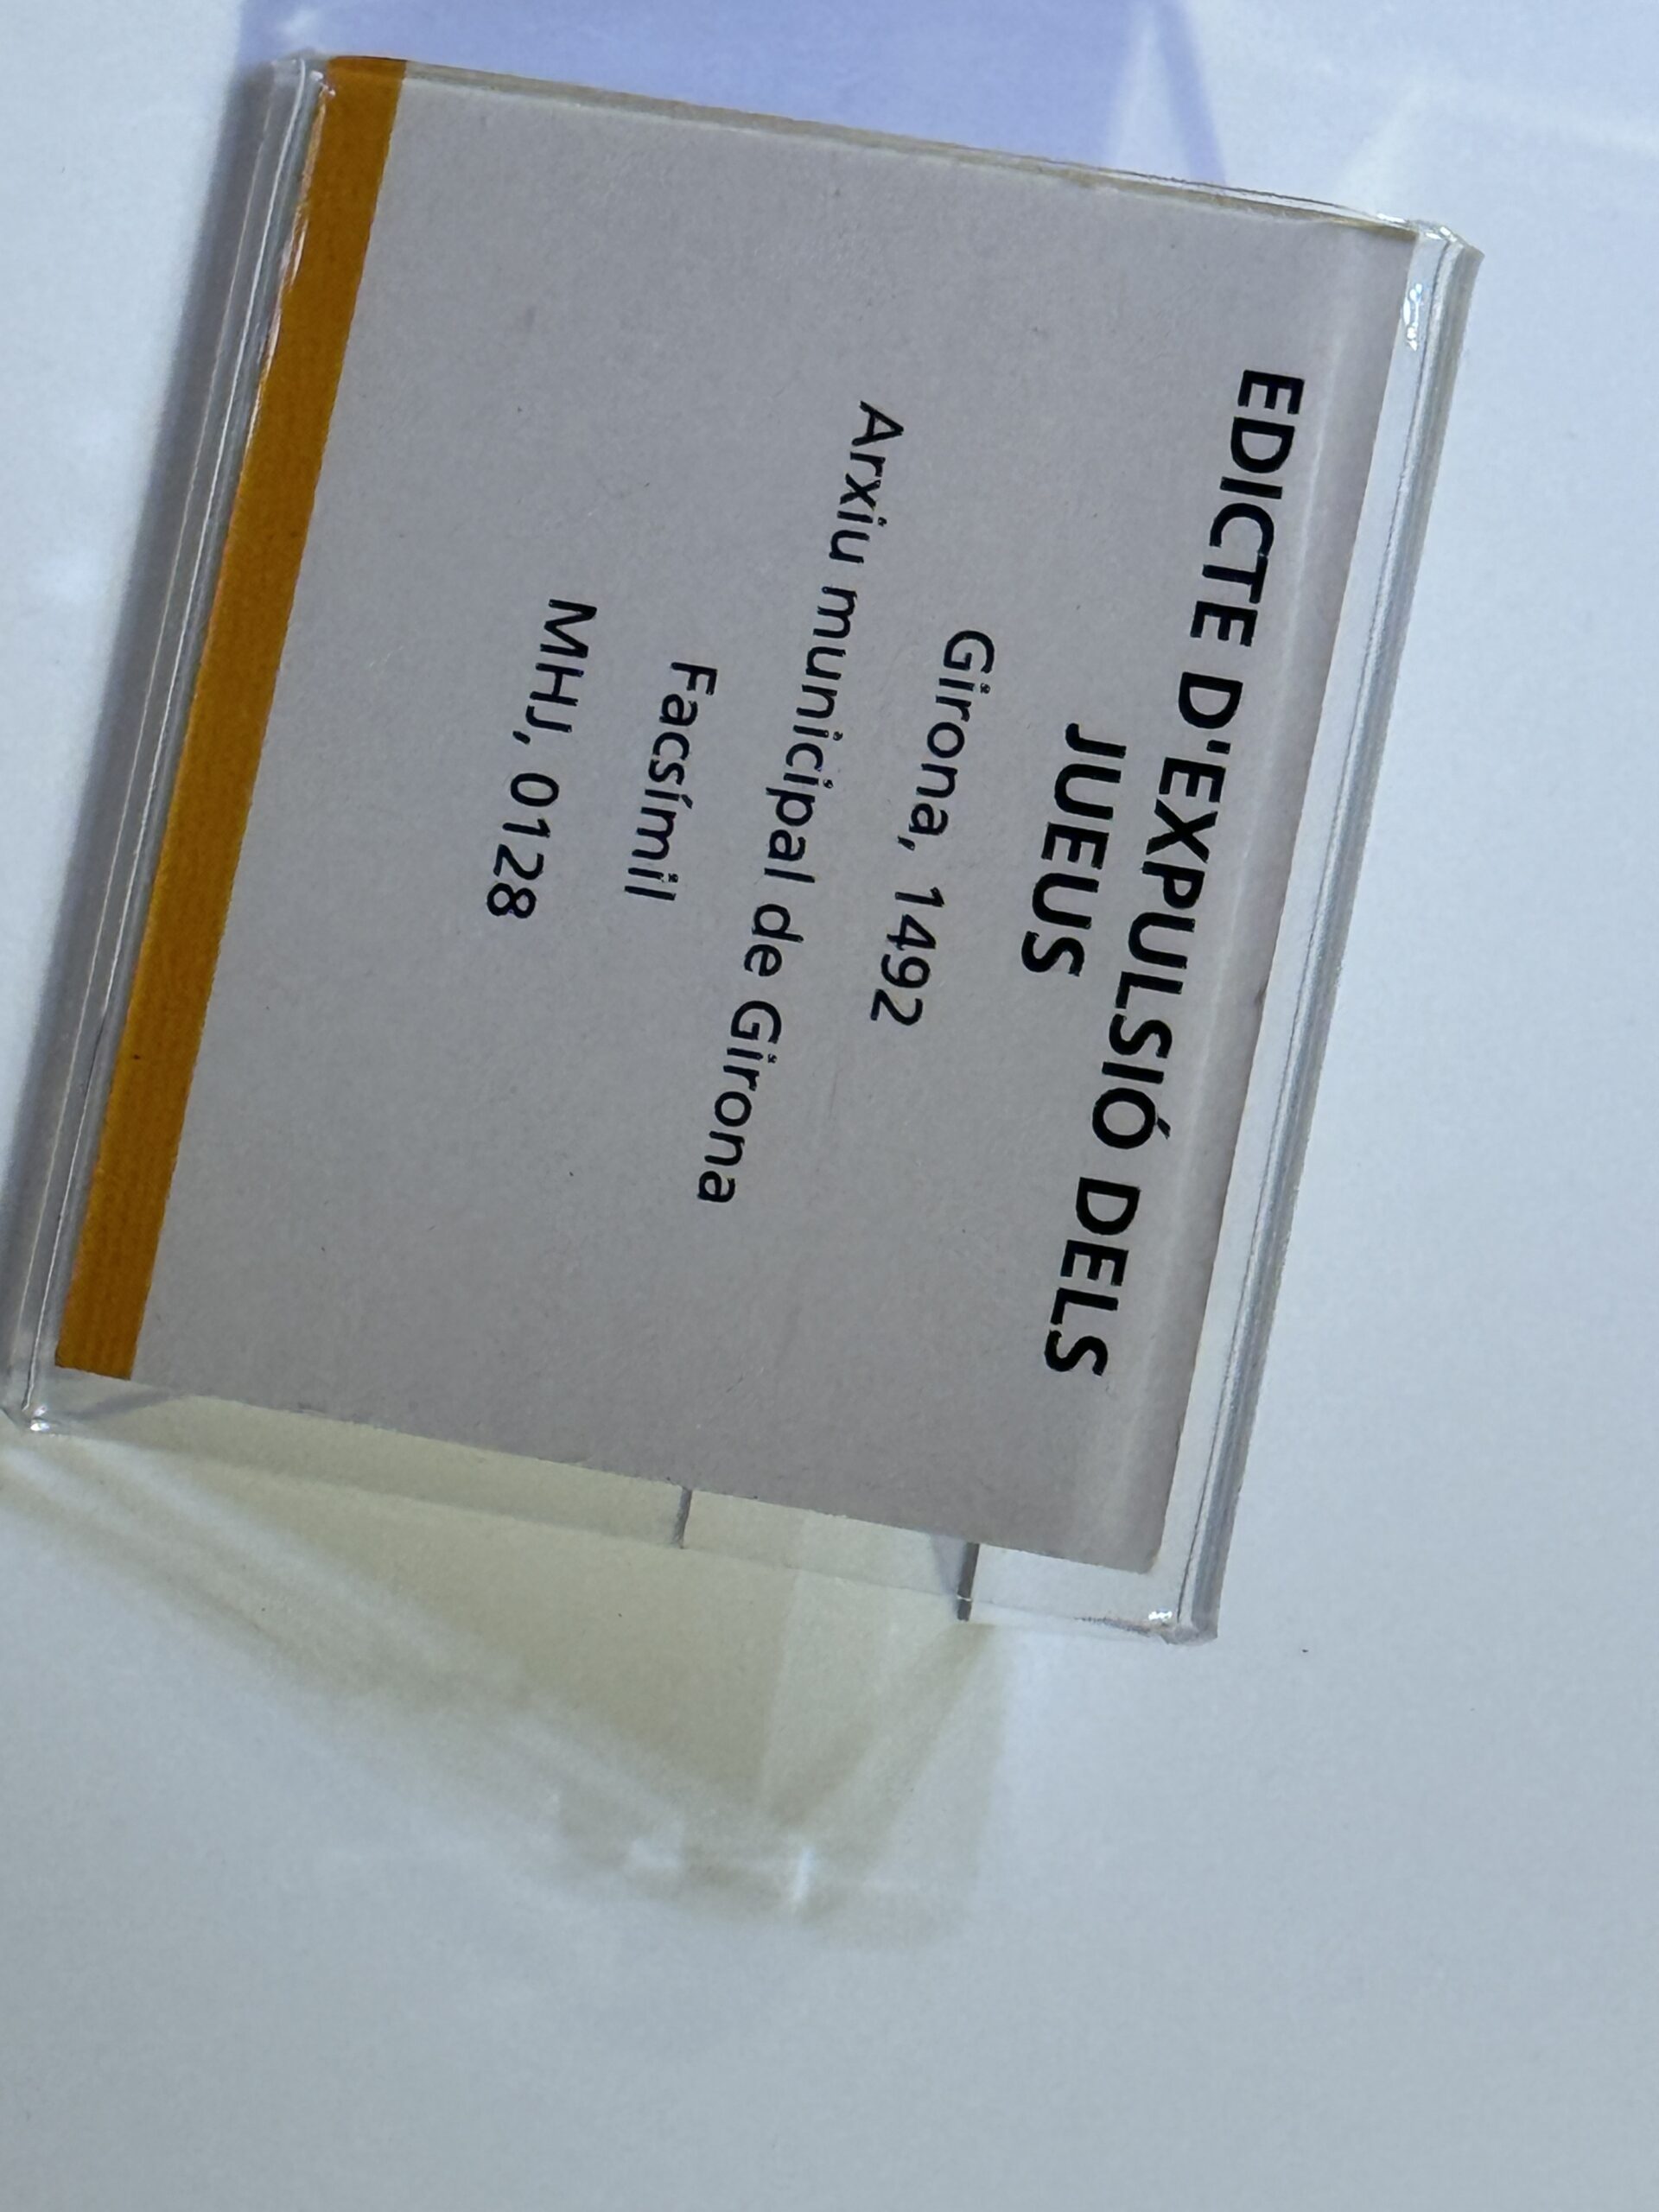 EDICTE D'EXPULSIÓ DELS
JUEUS
Girona, 1492
Arxiu municipal de Girona
Facsímil
MHJ, 0128